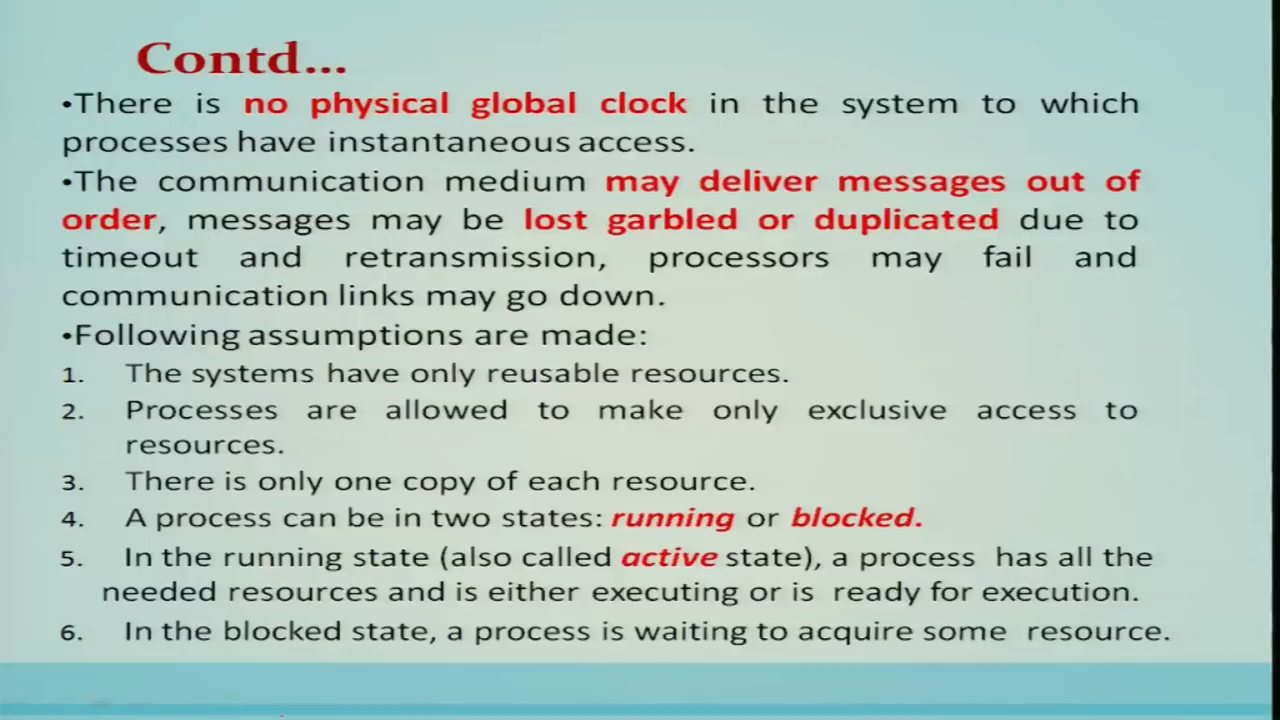 Contd...
•There is no physical global clock in the system to which
processes have instantaneous access.
•The communication medium may deliver messages out of
order, messages may be lost garbled or duplicated due to
timeout and retransmission, processors may fail and
communication links may go down.
•Following assumptions are made:
1. The systems have only reusable resources.
2. Processes are allowed to make only exclusive access to
resources.
3. There is only one copy of each resource.
4. A process can be in two states: running or blocked.
5. In the running state (also called active state), a process has all the
needed resources and is either executing or is ready for execution.
6. In the blocked state, a process is waiting to acquire some resource.